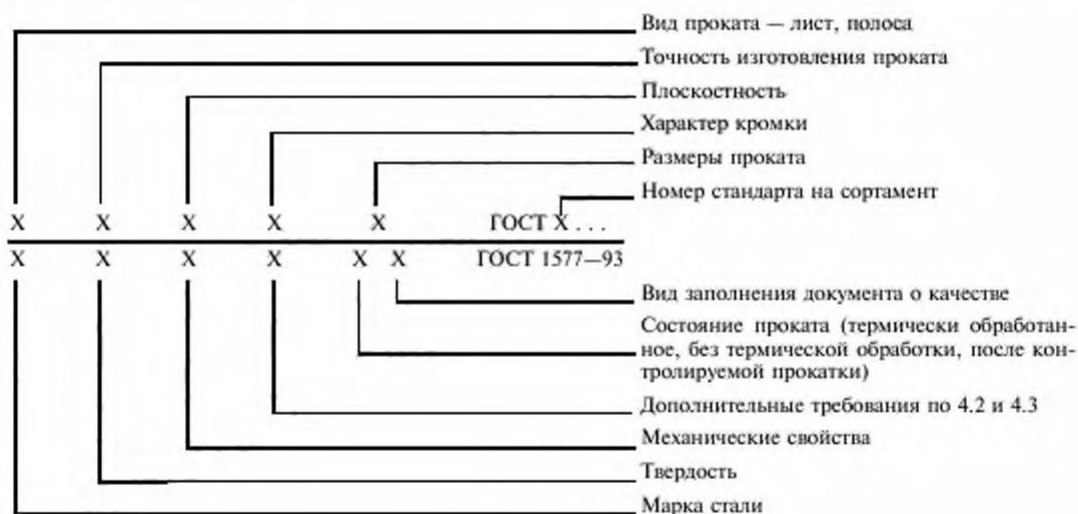 Вид проката — лист, полоса
Точность изготовления проката
Плоскостность
Характер кромки
Размеры проката
Номер стандарта на сортамент
Х Х Х Х Х ГОСТ Х . . .
Х Х Х Х Х Х ГОСТ 1577—93
Вид заполнения документа о качестве
Состояние проката (термически обработан-
ное, без термической обработки, после кон-
тролируемой прокатки)
Дополнительные требования по 4.2 и 4.3
Механические свойства
Твердость
Марка стали